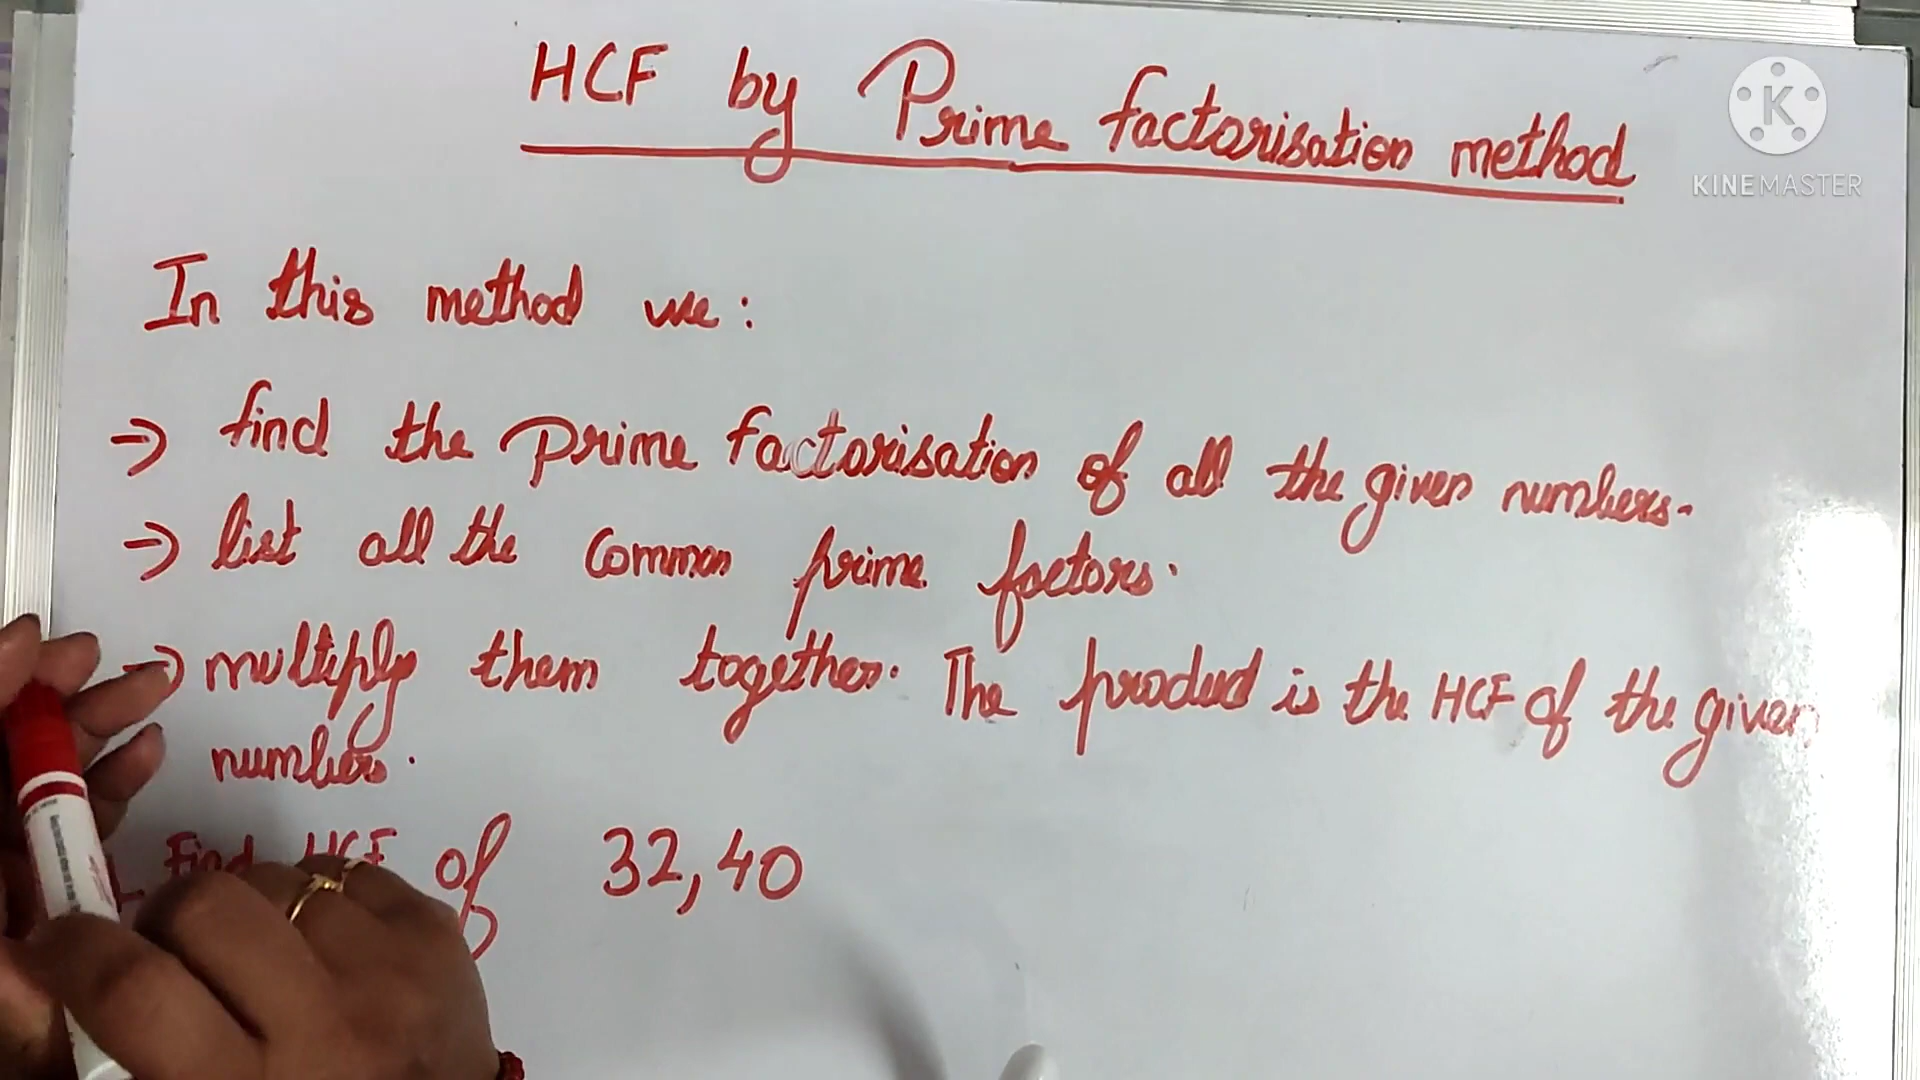 HCF by Prime factorisation method
K
KINEMASTER
In this method we:
→ find the Prime factorisation of all the given numbers.
→ list all the common prime factors.
→ multiply them together. The product is the HCF of the given
numbers.
Find HCF of 32, 40